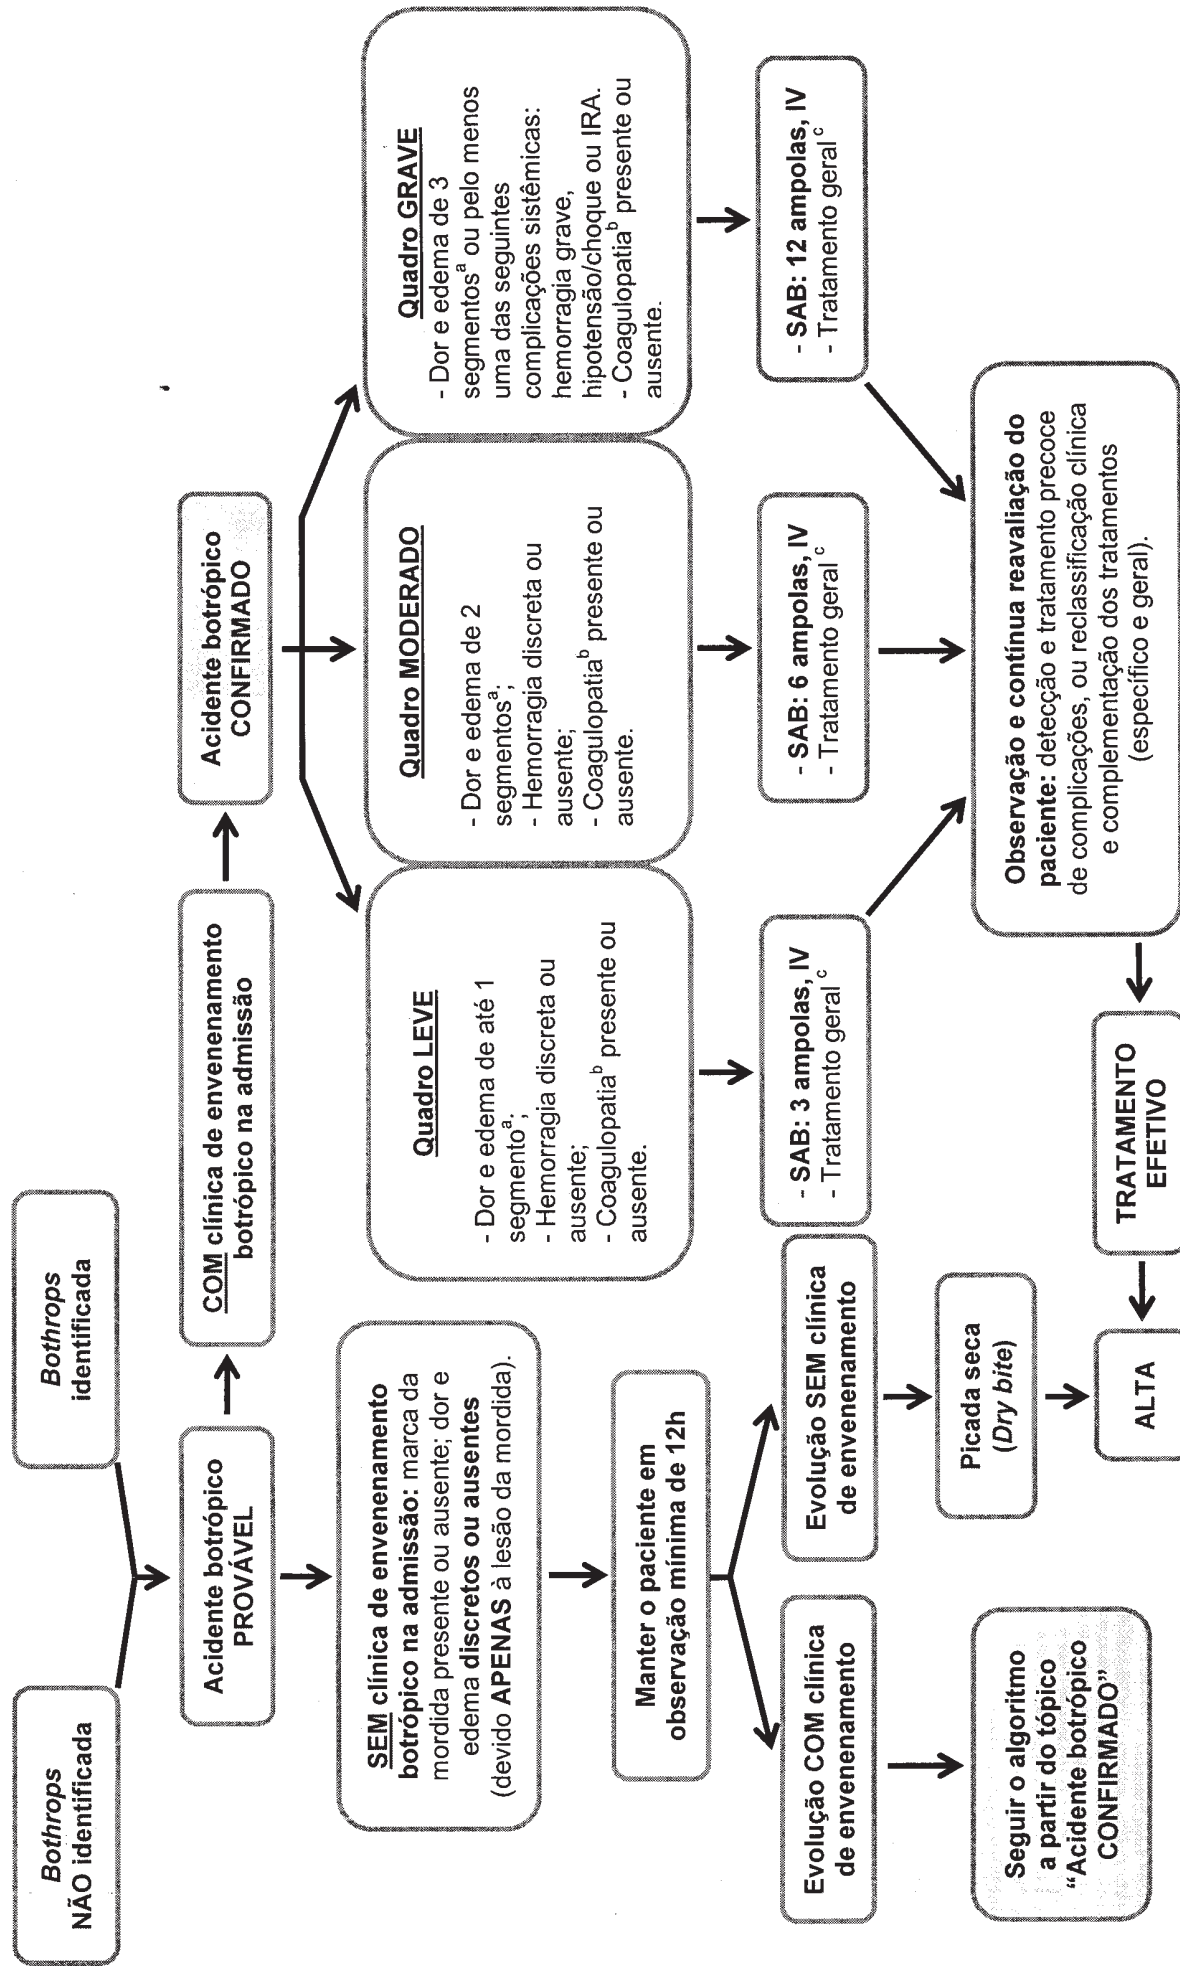 Bothrops
NÃO identificada
Bothrops
identificada
Acidente botrópico
PROVÁVEL
COM clínica de envenenamento
botrópico na admissão
Acidente botrópico
CONFIRMADO
SEM clínica de envenenamento
botrópico na admissão: marca da
mordida presente ou ausente; dor e
edema discretos ou ausentes
(devido APENAS à lesão da mordida).
Quadro LEVE
- Dor e edema de até 1
segmentoª;
- Hemorragia discreta ou
ausente;
- Coagulopatiaᵇ presente ou
ausente.
Quadro MODERADO
- Dor e edema de 2
segmentosª;
- Hemorragia discreta ou
ausente;
- Coagulopatiaᵇ presente ou
ausente.
Quadro GRAVE
- Dor e edema de 3
segmentosª ou pelo menos
uma das seguintes
complicações sistêmicas:
hemorragia grave,
hipotensão/choque ou IRA.
- Coagulopatiaᵇ presente ou
ausente.
Manter o paciente em
observação mínima de 12h
- SAB: 3 ampolas, IV
- Tratamento geral ᶜ
- SAB: 6 ampolas, IV
- Tratamento geral ᶜ
- SAB: 12 ampolas, IV
- Tratamento geral ᶜ
Evolução COM clínica
de envenenamento
Evolução SEM clínica
de envenenamento
Seguir o algoritmo
a partir do tópico
“Acidente botrópico
CONFIRMADO”
Picada seca
(Dry bite)
Observação e contínua reavaliação do
paciente: detecção e tratamento precoce
de complicações, ou reclassificação clínica
e complementação dos tratamentos
(específico e geral).
ALTA
TRATAMENTO
EFETIVO